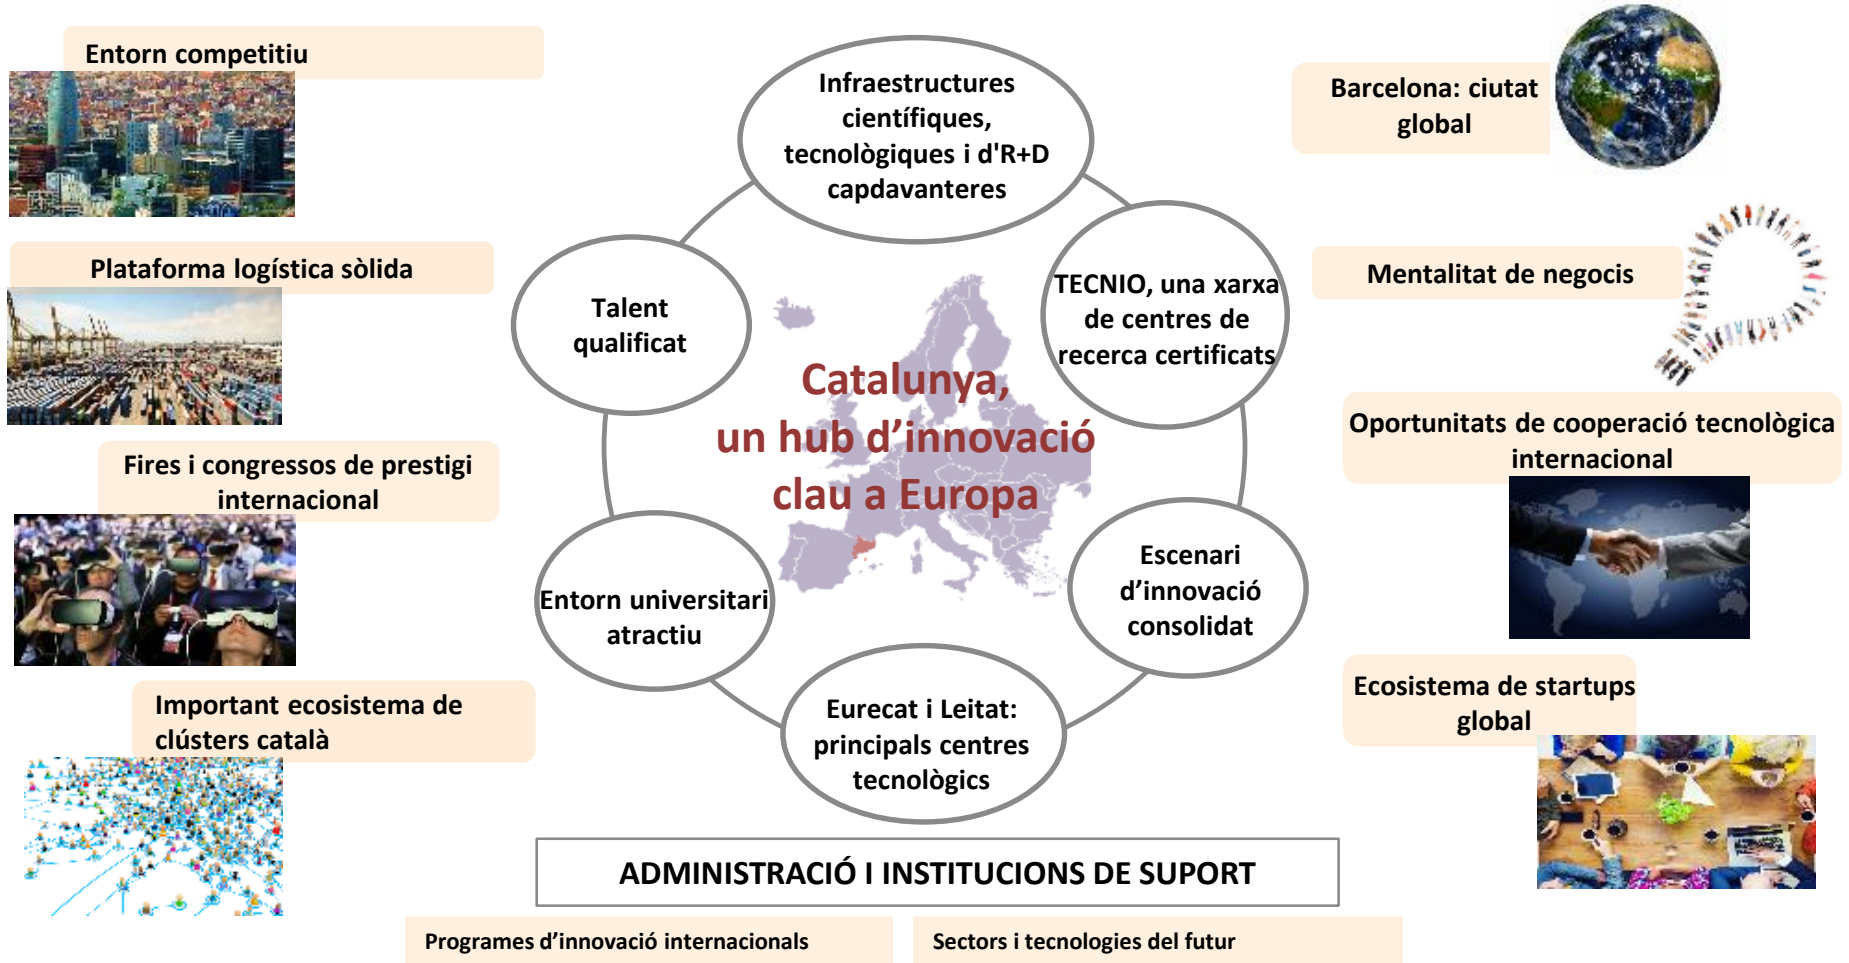 Entorn competitiu
Plataforma logística sòlida
Fires i congressos de prestigi
internacional
Important ecosistema de
clústers català
Infraestructures
científiques,
tecnològiques i d'R+D
capdavanteres
Talent
qualificat
TECNIO, una xarxa
de centres de
recerca certificats
Catalunya,
un hub d’innovació
clau a Europa
Entorn universitari
atractiu
Escenari
d’innovació
consolidat
Eurecat i Leitat:
principals centres
tecnològics
Barcelona: ciutat
global
Mentalitat de negocis
Oportunitats de cooperació tecnològica
internacional
Ecosistema de startups
global
ADMINISTRACIÓ I INSTITUCIONS DE SUPORT
Programes d’innovació internacionals
Sectors i tecnologies del futur